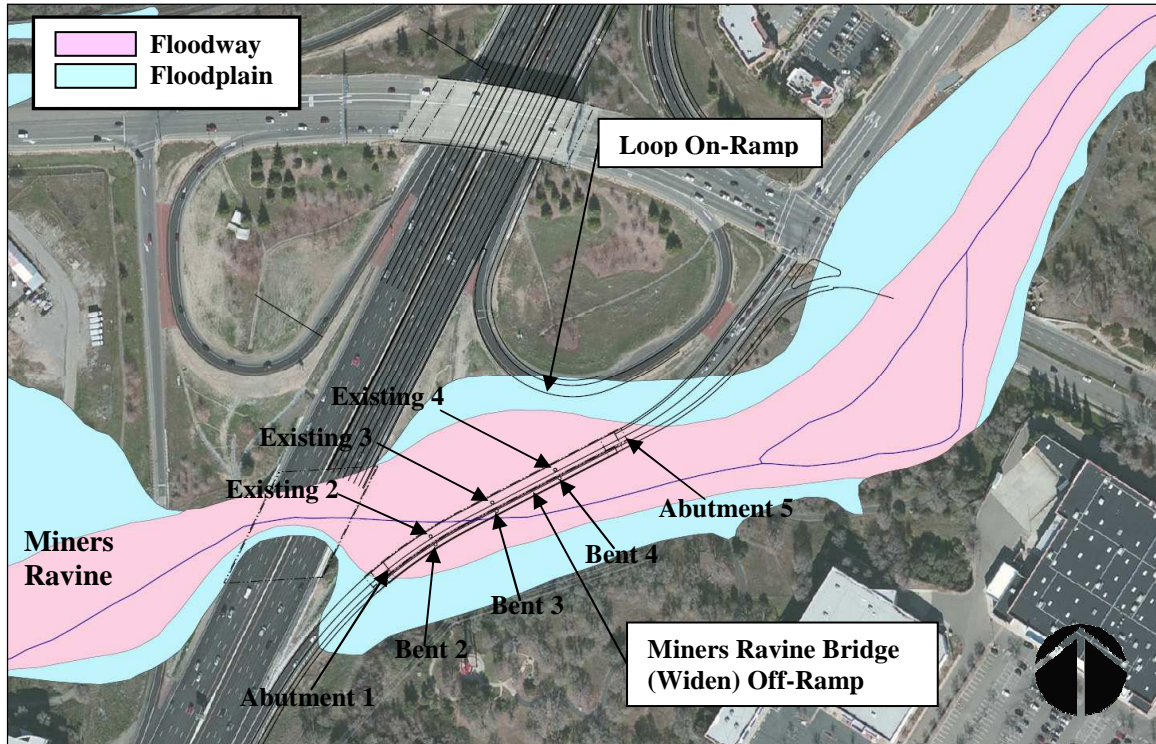 Floodway
Floodplain
Loop On-Ramp
Existing 4
Existing 3
Existing 2
Abutment 5
Miners
Ravine
Bent 4
Bent 3
Bent 2
Miners Ravine Bridge
(Widen) Off-Ramp
Abutment 1